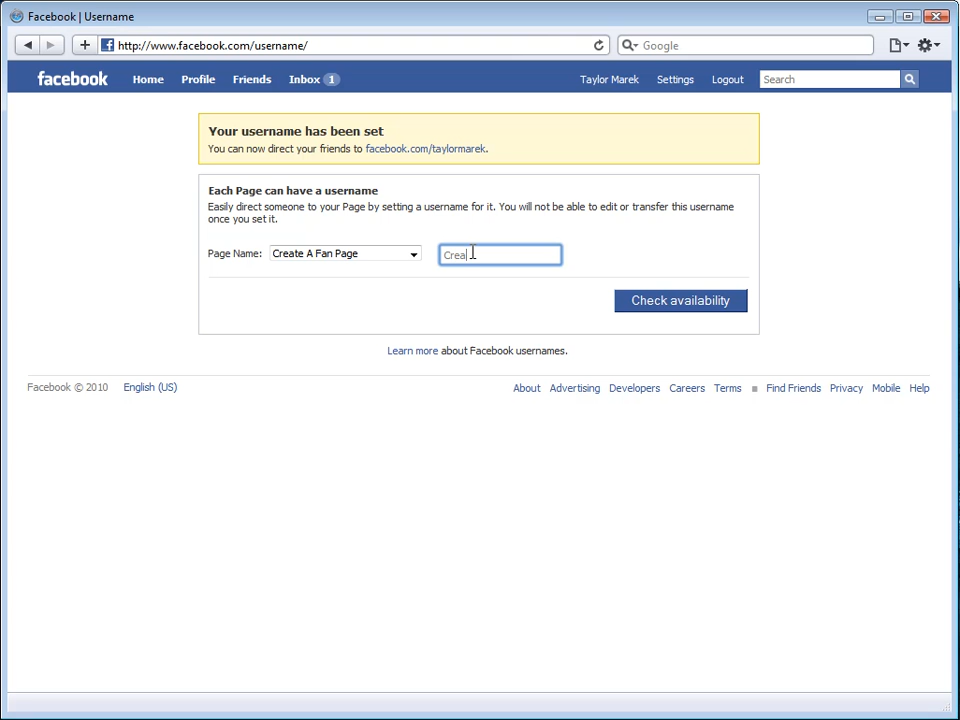 Facebook | Username
http://www.facebook.com/username/
Google
facebook Home Profile Friends Inbox 1 Taylor Marek Settings Logout Search
Your username has been set
You can now direct your friends to facebook.com/taylormarek.
Each Page can have a username
Easily direct someone to your Page by setting a username for it. You will not be able to edit or transfer this username
once you set it.
Page Name: Create A Fan Page Crea
Check availability
Learn more about Facebook usernames.
Facebook © 2010 English (US) About Advertising Developers Careers Terms ■ Find Friends Privacy Mobile Help